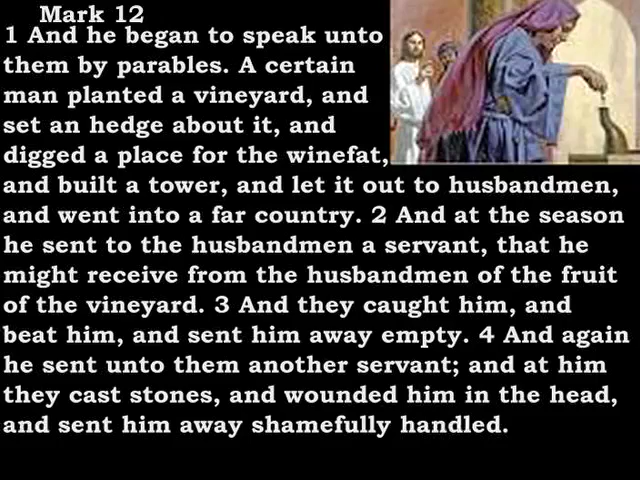 Mark 12
1 And he began to speak unto
them by parables. A certain
man planted a vineyard, and
set an hedge about it, and
digged a place for the winefat,
and built a tower, and let it out to husbandmen,
and went into a far country. 2 And at the season
he sent to the husbandmen a servant, that he
might receive from the husbandmen of the fruit
of the vineyard. 3 And they caught him, and
beat him, and sent him away empty. 4 And again
he sent unto them another servant; and at him
they cast stones, and wounded him in the head,
and sent him away shamefully handled.